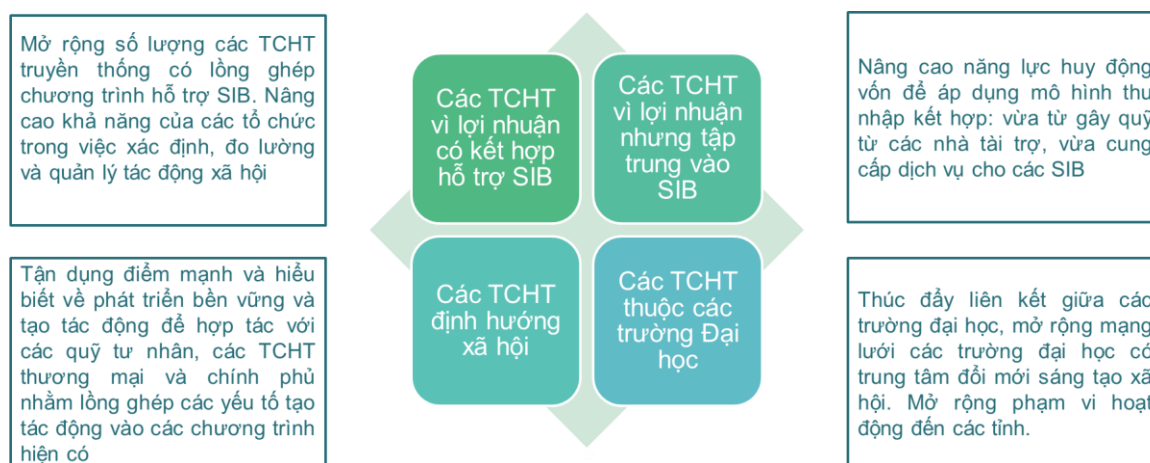 Mở rộng số lượng các TCHT
truyền thống có lồng ghép
chương trình hỗ trợ SIB. Nâng
cao khả năng của các tổ chức
trong việc xác định, đo lường
và quản lý tác động xã hội
Các TCHT
vì lợi nhuận
có kết hợp
hỗ trợ SIB
Các TCHT
vì lợi nhuận
nhưng tập
trung vào
SIB
Nâng cao năng lực huy động
vốn để áp dụng mô hình thu
nhập kết hợp: vừa từ gây quỹ
từ các nhà tài trợ, vừa cung
cấp dịch vụ cho các SIB
Tận dụng điểm mạnh và hiểu
biết về phát triển bền vững và
tạo tác động để hợp tác với
các quỹ tư nhân, các TCHT
thương mại và chính phủ
nhằm lồng ghép các yếu tố tạo
tác động vào các chương trình
hiện có
Các TCHT
định hướng
xã hội
Các TCHT
thuộc các
trường Đại
học
Thúc đẩy liên kết giữa các
trường đại học, mở rộng mạng
lưới các trường đại học có
trung tâm đổi mới sáng tạo xã
hội. Mở rộng phạm vi hoạt
động đến các tỉnh.